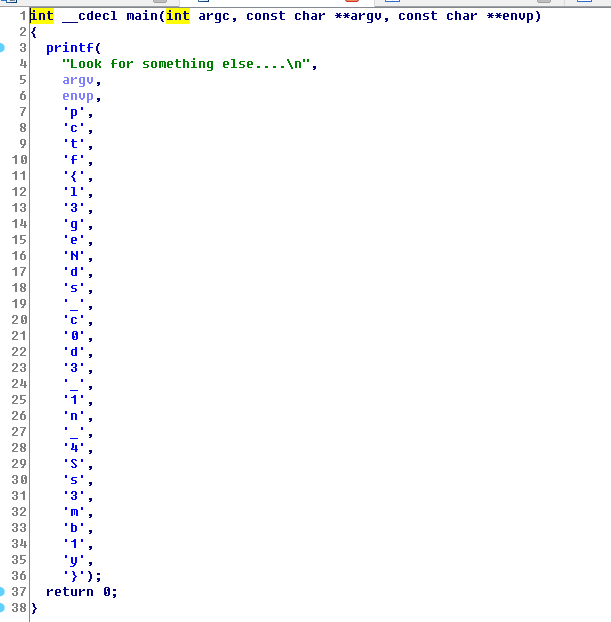 1 int __cdecl main(int argc, const char **argv, const char **envp)
2 {
3 printf(
4 "Look for something else....\n",
5 argv,
6 envp,
7 'p',
8 'c',
9 't',
10 'f',
11 '{',
12 'l',
13 '3',
14 'g',
15 'e',
16 'N',
17 'd',
18 's',
19 '_',
20 'c',
21 '0',
22 'd',
23 '3',
24 '_',
25 '1',
26 'n',
27 '_',
28 '4',
29 'S',
30 's',
31 '3',
32 'm',
33 'b',
34 '1',
35 'y',
36 '}');
37 return 0;
38 }